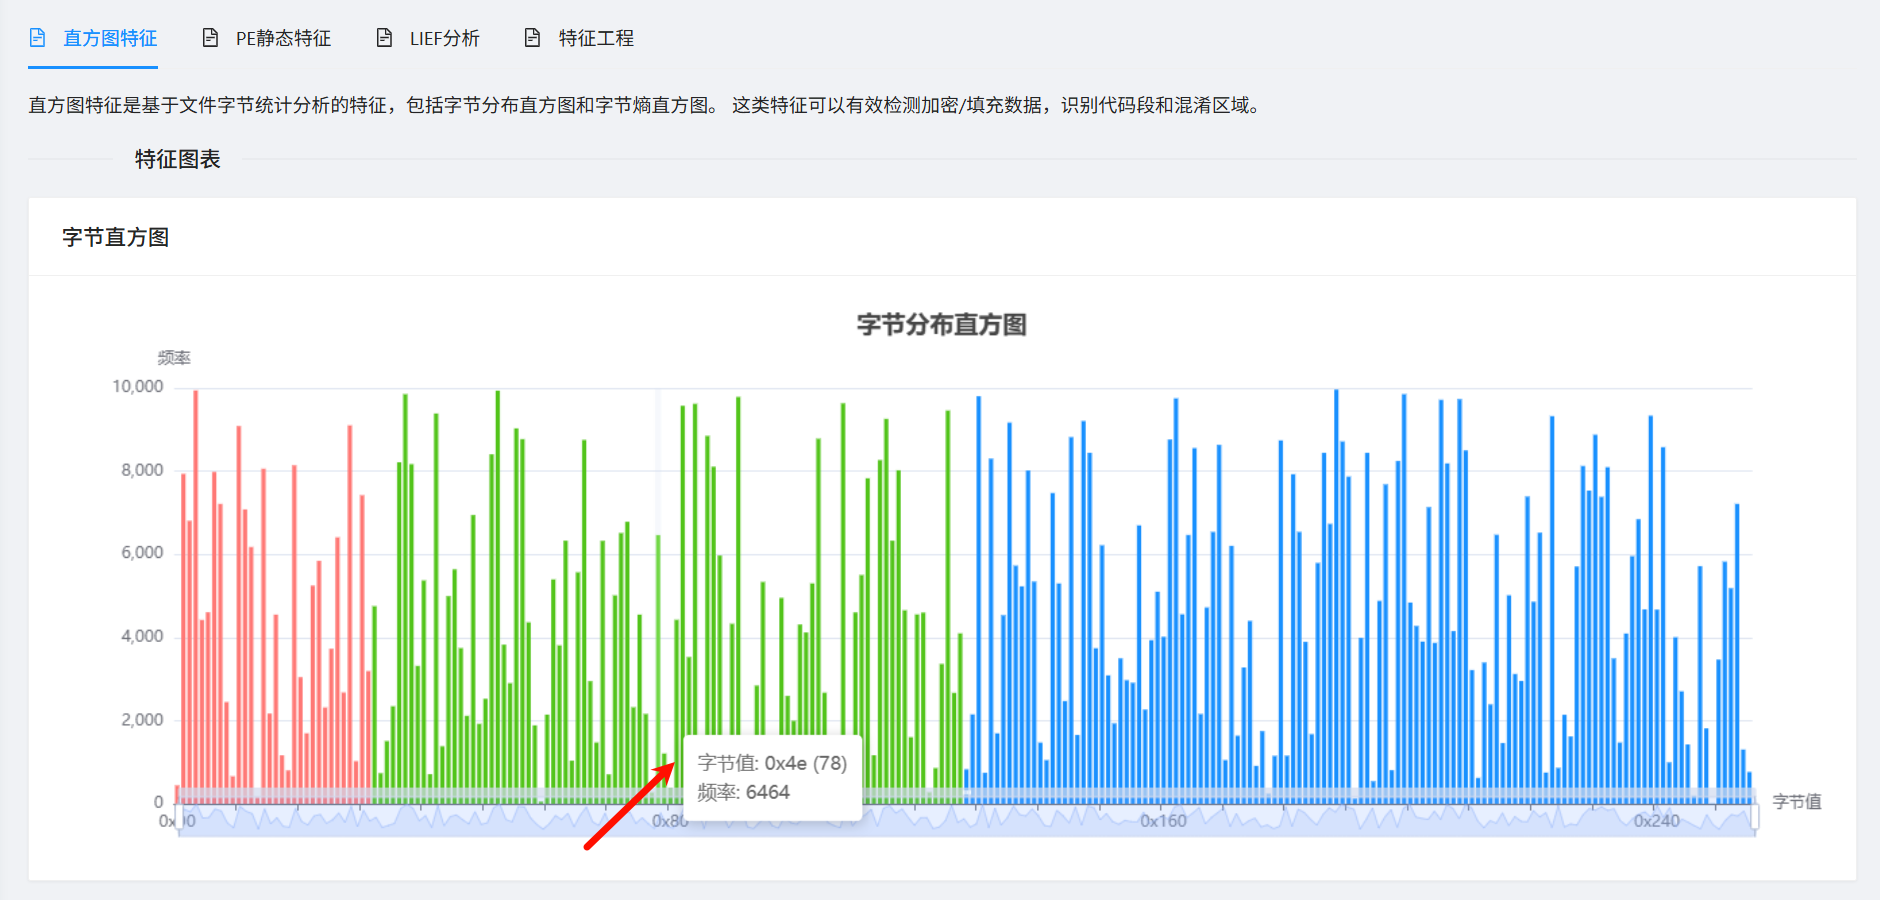 直方图特征 PE静态特征 LIEF分析 特征工程
直方图特征是基于文件字节统计分析的特征，包括字节分布直方图和字节熵直方图。 这类特征可以有效检测加密/填充数据，识别代码段和混淆区域。
特征图表
字节直方图
字节分布直方图
频率
10,000
8,000
6,000
4,000
2,000
0
字节值: 0x4e (78)
频率: 6464
字节值
0x00 0x80 0x160 0x240